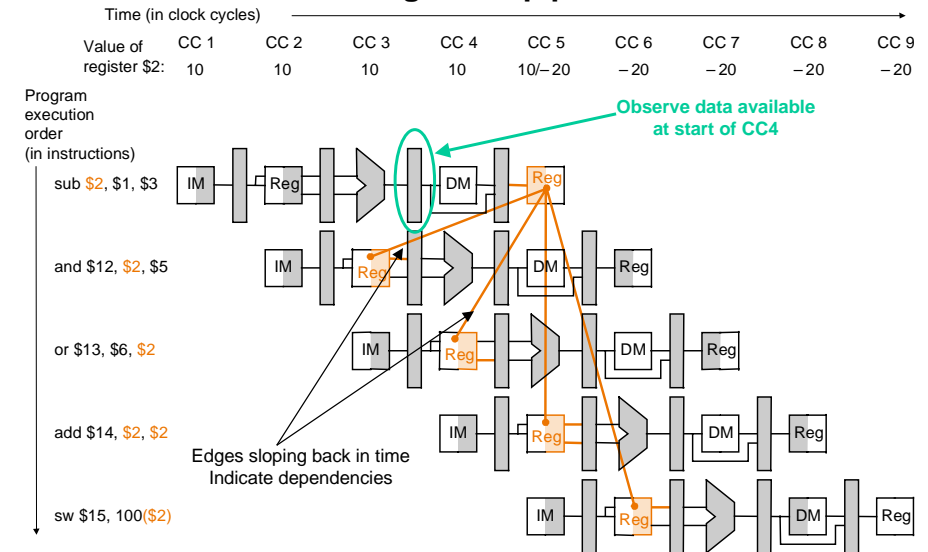 Time (in clock cycles)
CC 1 CC 2 CC 3 CC 4 CC 5 CC 6 CC 7 CC 8 CC 9
Value of
register $2:
10 10 10 10 10/– 20 – 20 – 20 – 20 – 20
Program
execution
order
(in instructions)
Observe data available
at start of CC4
sub $2, $1, $3
IM Reg DM Reg
and $12, $2, $5
IM Reg DM Reg
or $13, $6, $2
IM Reg DM Reg
add $14, $2, $2
IM Reg DM Reg
Edges sloping back in time
Indicate dependencies
sw $15, 100($2)
IM Reg DM Reg